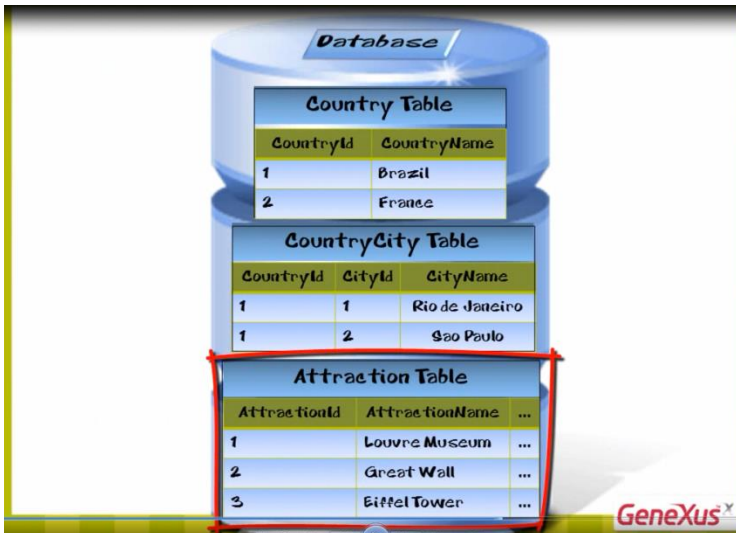 Database
Country Table
CountryId CountryName
1 Brazil
2 France
CountryCity Table
CountryId CityId CityName
1 1 Rio de Janeiro
1 2 Sao Paulo
Attraction Table
AttractionId AttractionName ...
1 Louvre Museum ...
2 Great Wall ...
3 Eiffel Tower ...
GeneXus X